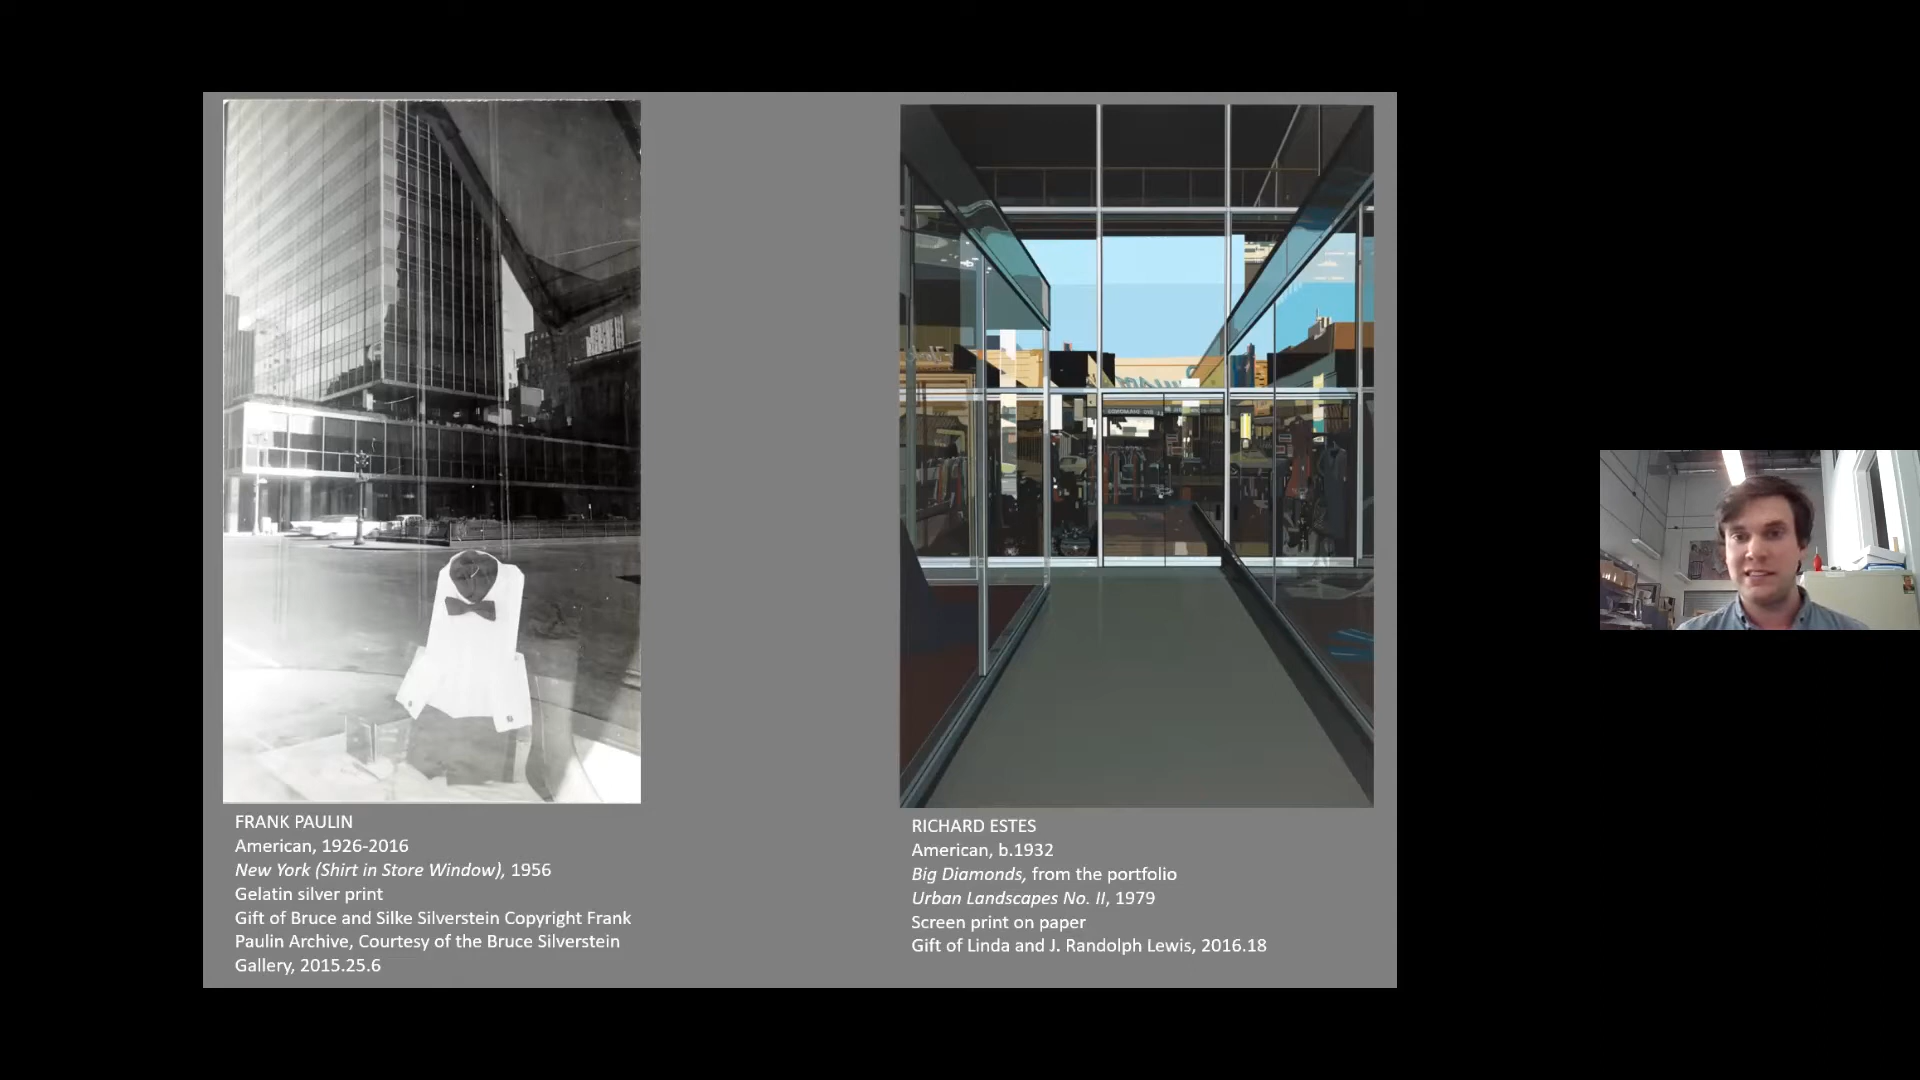 FRANK PAULIN
American, 1926-2016
New York (Shirt in Store Window), 1956
Gelatin silver print
Gift of Bruce and Silke Silverstein Copyright Frank
Paulin Archive, Courtesy of the Bruce Silverstein
Gallery, 2015.25.6
RICHARD ESTES
American, b.1932
Big Diamonds, from the portfolio
Urban Landscapes No. II, 1979
Screen print on paper
Gift of Linda and J. Randolph Lewis, 2016.18